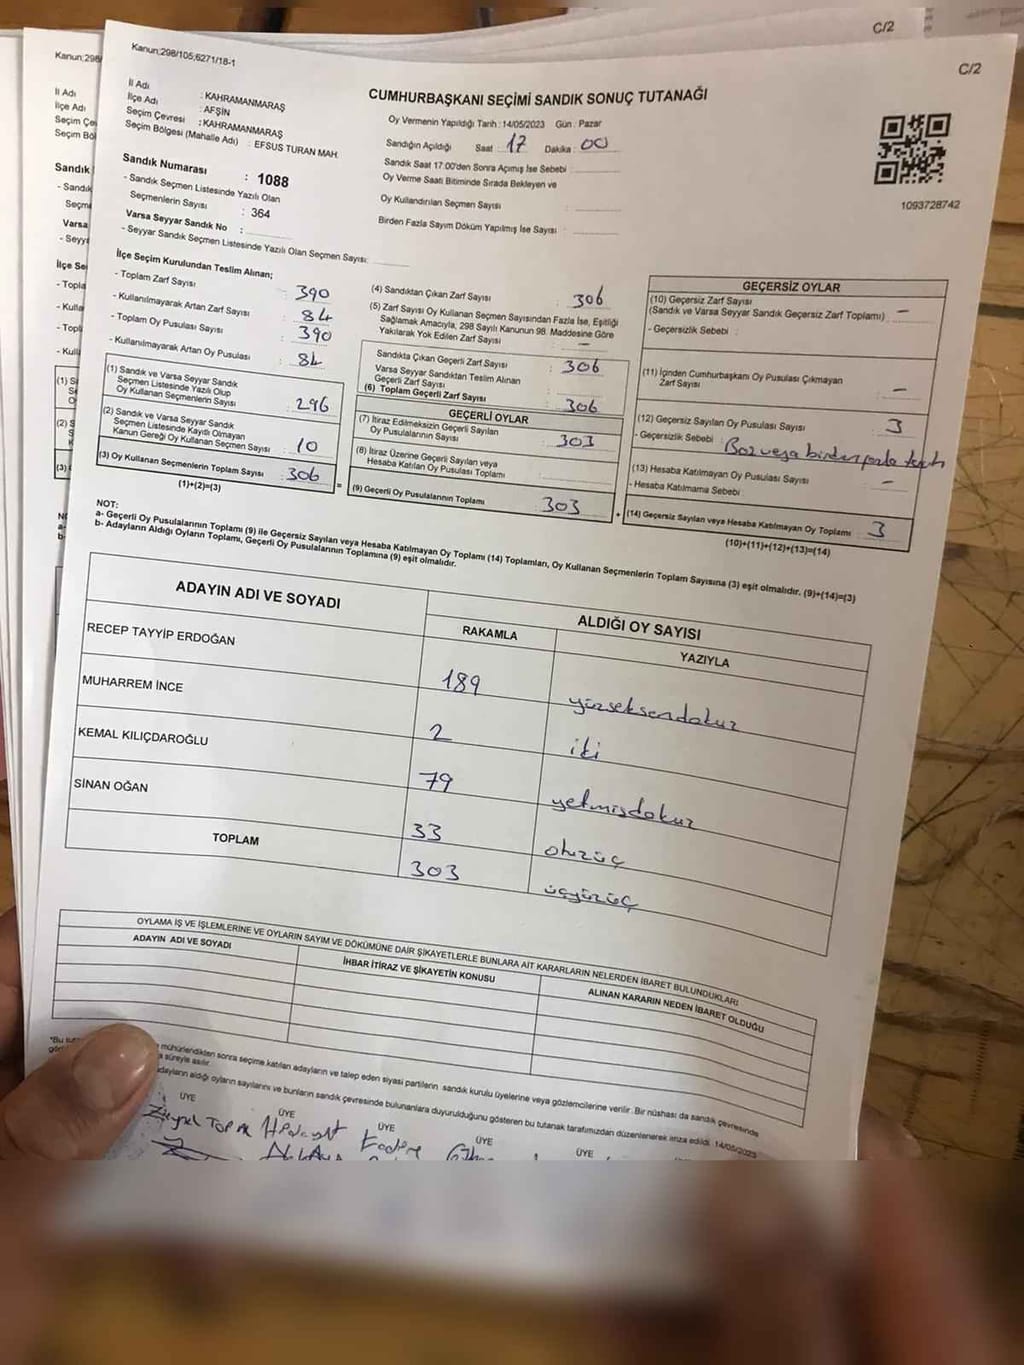 C/2
Kanun;298/105;6271/18-1
C/2
CUMHURBAŞKANI SEÇİMİ SANDIK SONUÇ TUTANAĞI
İl Adı : KAHRAMANMARAŞ
İlçe Adı : AFŞİN
Seçim Çevresi : KAHRAMANMARAŞ
Seçim Bölgesi (Mahalle Adı) : EFSUS TURAN MAH.
Sandık Numarası : 1088
- Sandık Seçmen Listesinde Yazılı Olan
Seçmenlerin Sayısı : 364
Varsa Seyyar Sandık No :
- Seyyar Sandık Seçmen Listesinde Yazılı Olan Seçmen Sayısı:
Oy Vermenin Yapıldığı Tarih : 14/05/2023 Gün : Pazar
Sandığın Açıldığı Saat : 17 Dakika : 00
Sandık Saat 17:00'den Sonra Açımış İse Sebebi :
Oy Verme Saati Bitiminde Sırada Bekleyen ve
Oy Kullandırılan Seçmen Sayısı :
Birden Fazla Sayım Döküm Yapılmış İse Sayısı :
1093728742
İlçe Seçim Kurulundan Teslim Alınan;
- Toplam Zarf Sayısı : 390
- Kullanılmayarak Artan Zarf Sayısı : 84
- Toplam Oy Pusulası Sayısı : 390
- Kullanılmayarak Artan Oy Pusulası : 84
(1) Sandık ve Varsa Seyyar Sandık
Seçmen Listesinde Yazılı Olup
Oy Kullanan Seçmenlerin Sayısı : 296
(2) Sandık ve Varsa Seyyar Sandık
Seçmen Listesinde Kayıtlı Olmayan
Kanun Gereği Oy Kullanan Seçmen Sayısı : 10
(3) Oy Kullanan Seçmenlerin Toplam Sayısı : 306
(1)+(2)=(3)
(4) Sandıktan Çıkan Zarf Sayısı : 306
(5) Zarf Sayısı Oy Kullanan Seçmen Sayısından Fazla İse, Eşitliği
Sağlamak Amacıyla, 298 Sayılı Kanunun 98. Maddesine Göre
Yakılarak Yok Edilen Zarf Sayısı : -
Sandıkta Çıkan Geçerli Zarf Sayısı : 306
Varsa Seyyar Sandıktan Teslim Alınan
Geçerli Zarf Sayısı :
(6) Toplam Geçerli Zarf Sayısı : 306
GEÇERLİ OYLAR
(7) İtiraz Edilmeksizin Geçerli Sayılan
Oy Pusulalarının Sayısı : 303
(8) İtiraz Üzerine Geçerli Sayılan veya
Hesaba Katılan Oy Pusulası Toplamı :
(9) Geçerli Oy Pusulalarının Toplamı : 303
GEÇERSİZ OYLAR
(10) Geçersiz Zarf Sayısı
(Sandık ve Varsa Seyyar Sandık Geçersiz Zarf Toplamı) : -
- Geçersizlik Sebebi :
(11) İçinden Cumhurbaşkanı Oy Pusulası Çıkmayan
Zarf Sayısı : -
(12) Geçersiz Sayılan Oy Pusulası Sayısı : 3
- Geçersizlik Sebebi : Boz veya birden fazla
(13) Hesaba Katılmayan Oy Pusulası Sayısı : -
- Hesaba Katılmama Sebebi :
(14) Geçersiz Sayılan veya Hesaba Katılmayan Oy Toplamı : 3
(10)+(11)+(12)+(13)=(14)
NOT:
a- Geçerli Oy Pusulalarının Toplamı (9) ile Geçersiz Sayılan veya Hesaba Katılmayan Oy Toplamı (14) Toplamları, Oy Kullanan Seçmenlerin Toplam Sayısına (3) eşit olmalıdır. (9)+(14)=(3)
b- Adayların Aldığı Oyların Toplamı, Geçerli Oy Pusulalarının Toplamına (9) eşit olmalıdır.
ADAYIN ADI VE SOYADI ALDIĞI OY SAYISI
RAKAMLA YAZIYLA
RECEP TAYYİP ERDOĞAN 189 yüzseksendokuz
MUHARREM İNCE 2 iki
KEMAL KILIÇDAROĞLU 79 yetmişdokuz
SİNAN OĞAN 33 otuzüç
TOPLAM 303 üçyüzüç
OYLAMA İŞ VE İŞLEMLERİNE VE OYLARIN SAYIM VE DÖKÜMÜNE DAİR ŞİKAYETLERLE BUNLARA AİT KARARLARIN NELERDEN İBARET BULUNDUKLARI
ADAYIN ADI VE SOYADI İHBAR İTİRAZ VE ŞİKAYETİN KONUSU ALINAN KARARIN NEDEN İBARET OLDUĞU
mühürlendikten sonra seçime katılan adayların ve talep eden siyasi partilerin sandık kurulu üyelerine veya gözlemcilerine verilir. Bir nüshası da sandık çevresinde
süreyle asılır.
adayların aldığı oyların sayılarını ve bunların sandık çevresinde bulunanlara duyurulduğunu gösteren bu tutanak tarafımızdan düzenlenerek imza edildi. 14/05/2023
ÜYE ÜYE ÜYE ÜYE ÜYE